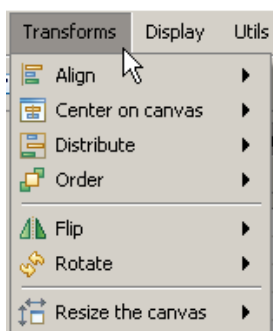 Transforms Display Utils
Align
Center on canvas
Distribute
Order
Flip
Rotate
Resize the canvas